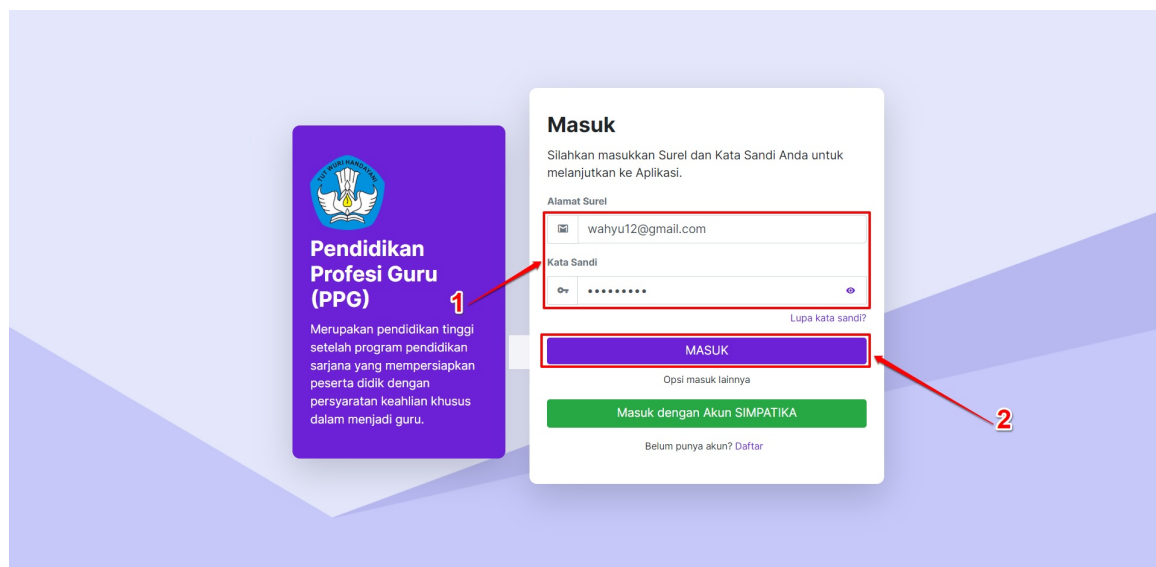 TUT WURI HANDAYANI
Pendidikan
Profesi Guru
(PPG)
Merupakan pendidikan tinggi
setelah program pendidikan
sarjana yang mempersiapkan
peserta didik dengan
persyaratan keahlian khusus
dalam menjadi guru.
1
Masuk
Silahkan masukkan Surel dan Kata Sandi Anda untuk
melanjutkan ke Aplikasi.
Alamat Surel
wahyu12@gmail.com
Kata Sandi
•••••••••
Lupa kata sandi?
MASUK
Opsi masuk lainnya
Masuk dengan Akun SIMPATIKA
Belum punya akun? Daftar
2